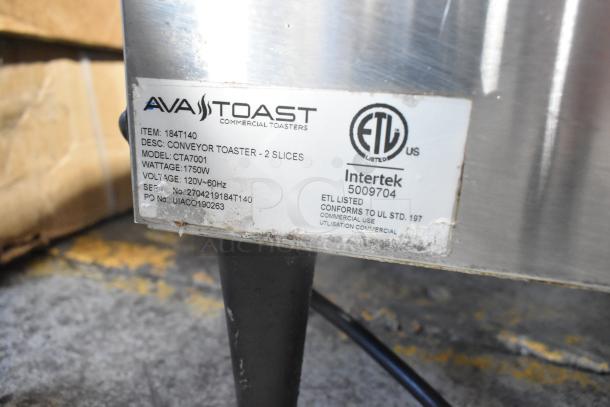 AVATOAST
COMMERCIAL TOASTERS
ITEM: 184T140
DESC: CONVEYOR TOASTER - 2 SLICES
MODEL: CTA7001
WATTAGE: 1750W
VOLTAGE: 120V~60Hz
SERIAL No.:2704219184T140
PO No.: UIACO190263
ETL
LISTED
US
Intertek
5009704
ETL LISTED
CONFORMS TO UL STD. 197
COMMERCIAL USE
UTILISATION COMMERCIAL